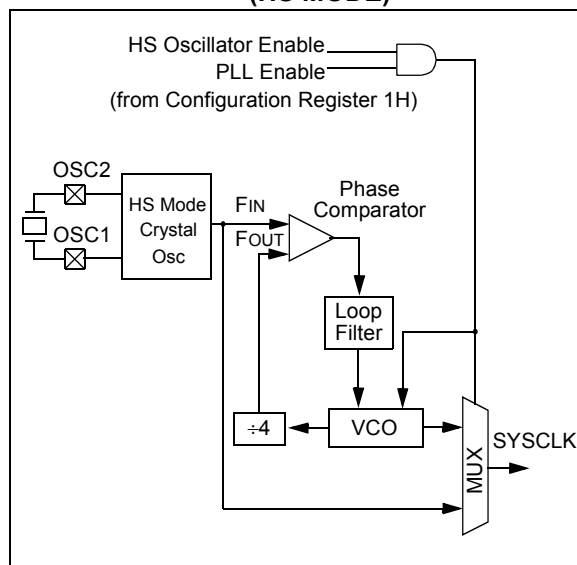 (HS MODE)
HS Oscillator Enable
PLL Enable
(from Configuration Register 1H)
OSC2
OSC1
HS Mode
Crystal
Osc
FIN
FOUT
Phase
Comparator
Loop
Filter
÷4
VCO
MUX
SYSCLK